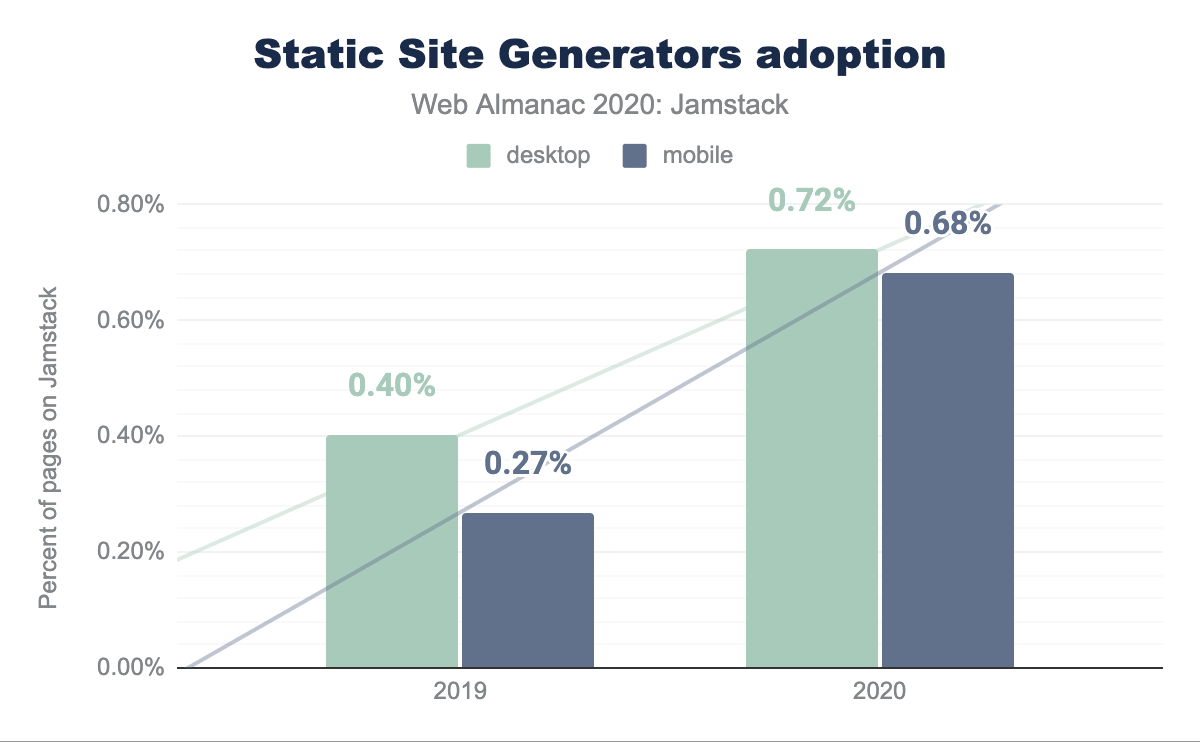 Static Site Generators adoption
Web Almanac 2020: Jamstack
desktop mobile
Percent of pages on Jamstack
0.80%
0.60%
0.40%
0.20%
0.00%
0.72%
0.68%
0.40%
0.27%
2019 2020